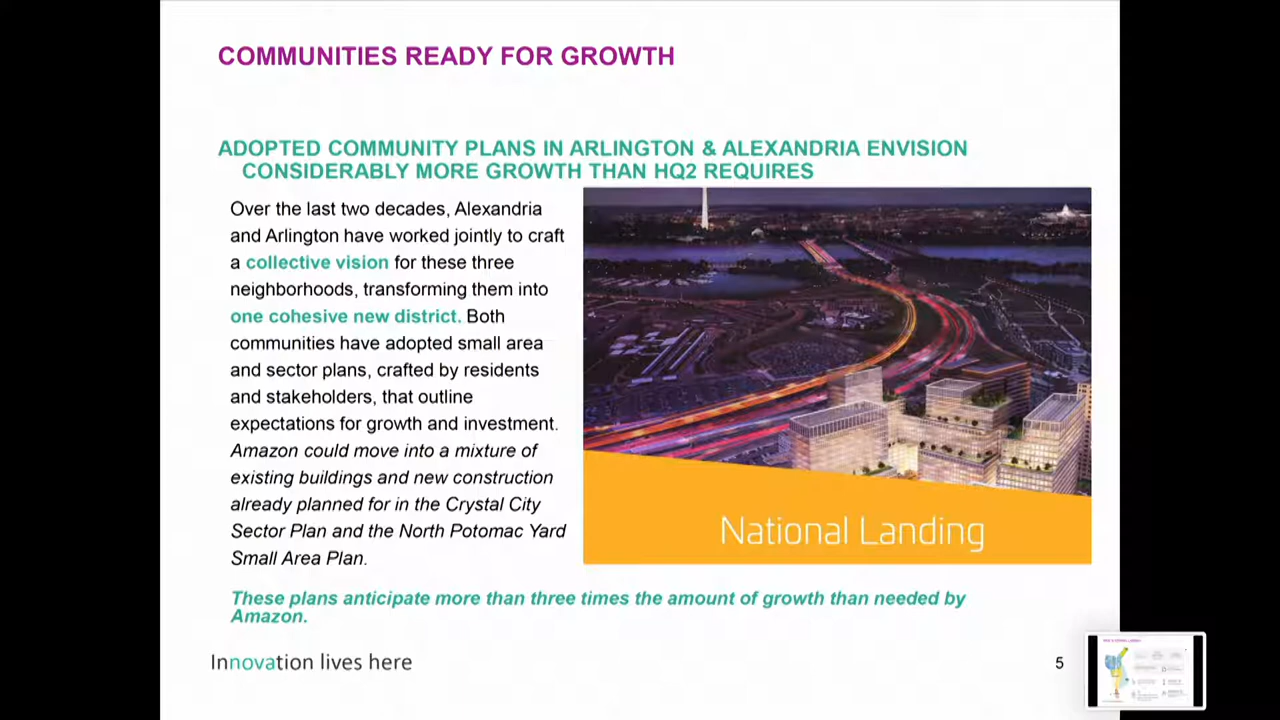 COMMUNITIES READY FOR GROWTH
ADOPTED COMMUNITY PLANS IN ARLINGTON & ALEXANDRIA ENVISION
CONSIDERABLY MORE GROWTH THAN HQ2 REQUIRES
Over the last two decades, Alexandria
and Arlington have worked jointly to craft
a collective vision for these three
neighborhoods, transforming them into
one cohesive new district. Both
communities have adopted small area
and sector plans, crafted by residents
and stakeholders, that outline
expectations for growth and investment.
Amazon could move into a mixture of
existing buildings and new construction
already planned for in the Crystal City
Sector Plan and the North Potomac Yard
Small Area Plan.
National Landing
These plans anticipate more than three times the amount of growth than needed by
Amazon.
Innovation lives here
5